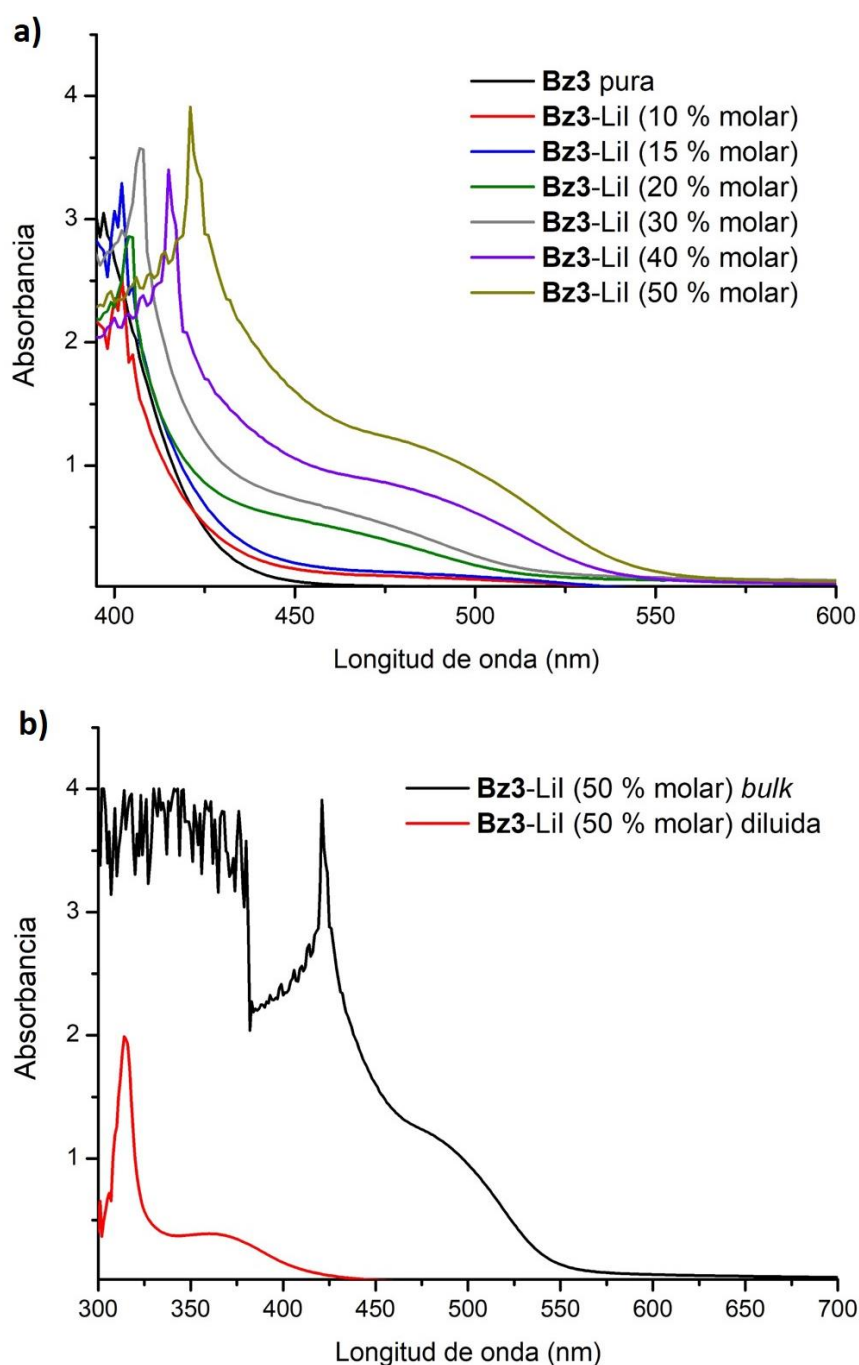 a)
Bz3 pura
Bz3-LiI (10 % molar)
Bz3-LiI (15 % molar)
Bz3-LiI (20 % molar)
Bz3-LiI (30 % molar)
Bz3-LiI (40 % molar)
Bz3-LiI (50 % molar)
4
3
2
1
Absorbancia
400 450 500 550 600
Longitud de onda (nm)
b)
Bz3-LiI (50 % molar) bulk
Bz3-LiI (50 % molar) diluida
4
3
2
1
Absorbancia
300 350 400 450 500 550 600 650 700
Longitud de onda (nm)